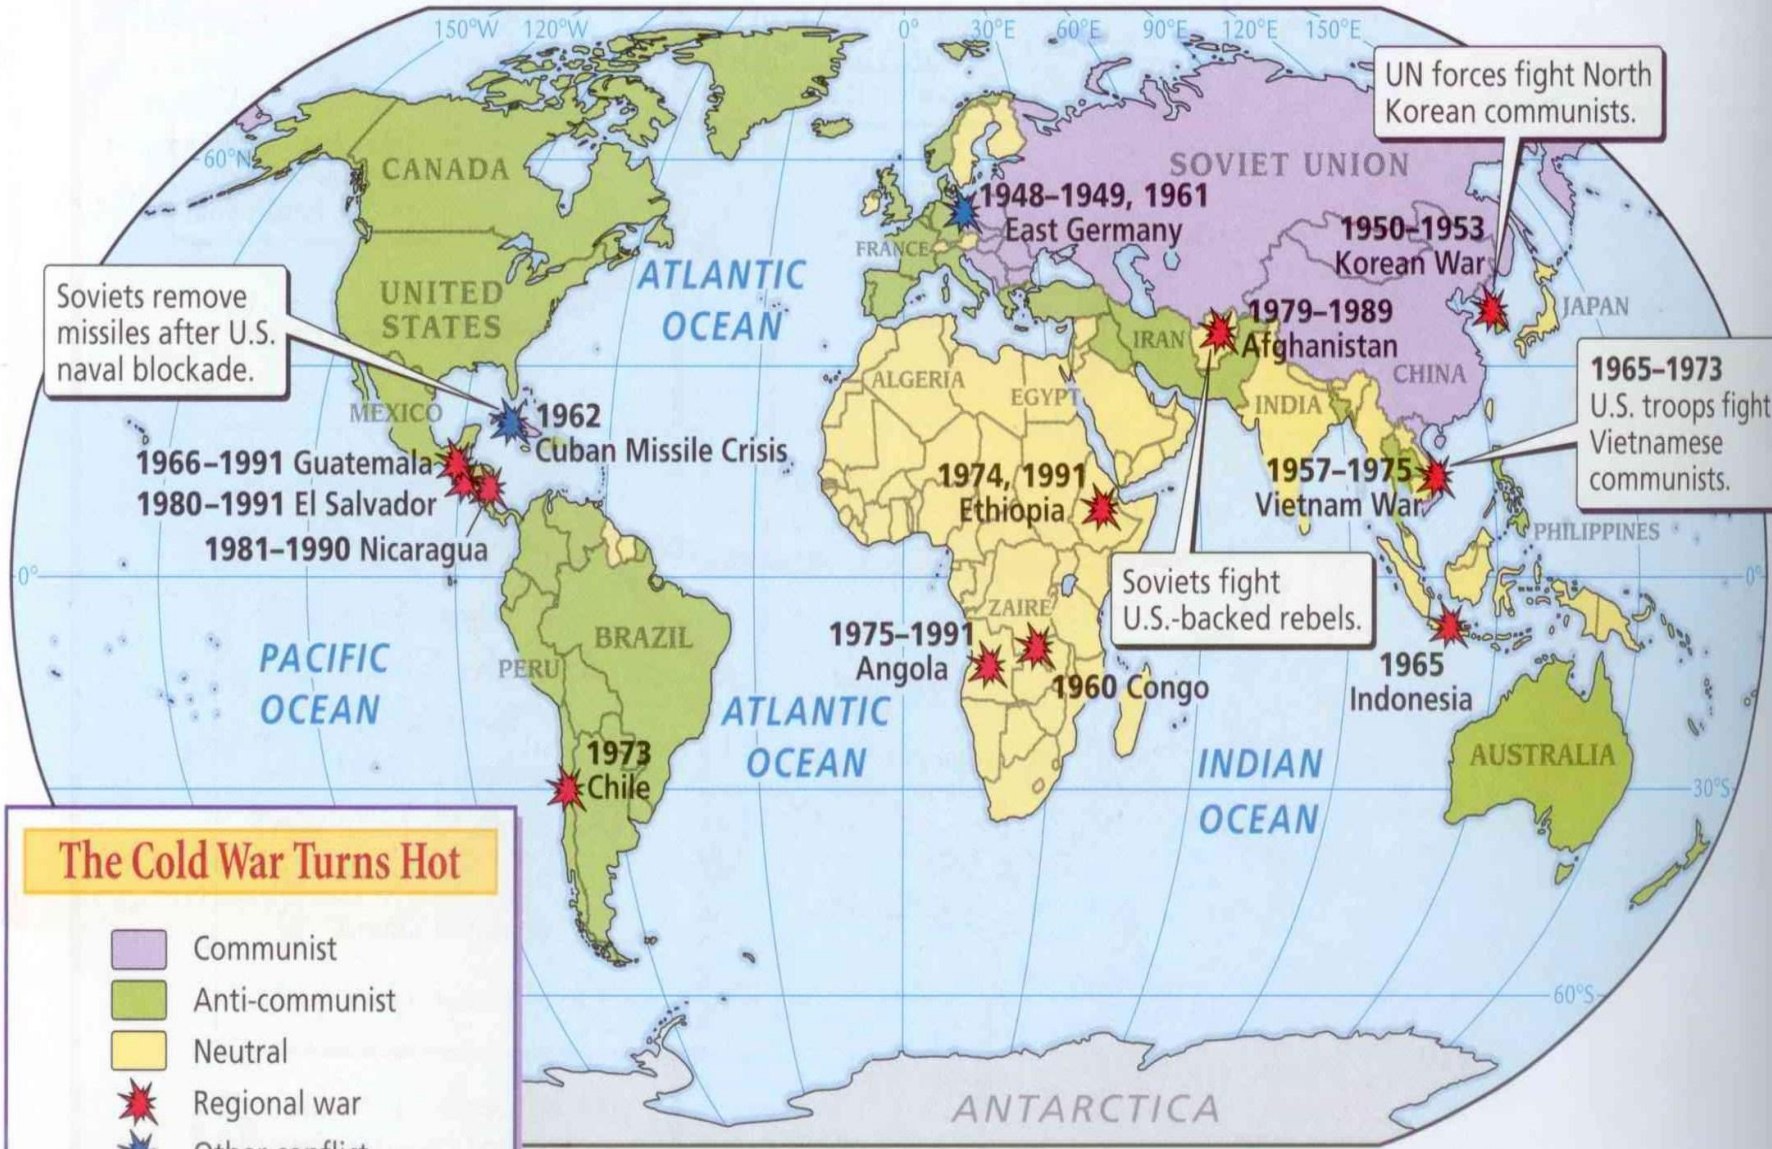 150°W 120°W 0° 30°E 60°E 90°E 120°E 150°E
UN forces fight North
Korean communists.
60°N
CANADA
SOVIET UNION
1948–1949, 1961
East Germany
FRANCE
1950–1953
Korean War
ATLANTIC
OCEAN
UNITED
STATES
Soviets remove
missiles after U.S.
naval blockade.
JAPAN
1979–1989
Afghanistan
IRAN
CHINA
1965–1973
U.S. troops fight
Vietnamese
communists.
ALGERIA
EGYPT
INDIA
MEXICO
1962
Cuban Missile Crisis
1966–1991 Guatemala
1980–1991 El Salvador
1981–1990 Nicaragua
1974, 1991
Ethiopia
1957–1975
Vietnam War
PHILIPPINES
0°
0°
Soviets fight
U.S.-backed rebels.
ZAIRE
BRAZIL
PERU
PACIFIC
OCEAN
1975–1991
Angola
1960 Congo
1965
Indonesia
ATLANTIC
OCEAN
INDIAN
OCEAN
AUSTRALIA
1973
Chile
30°S
The Cold War Turns Hot
Communist
Anti-communist
Neutral
Regional war
Other conflict
60°S
ANTARCTICA